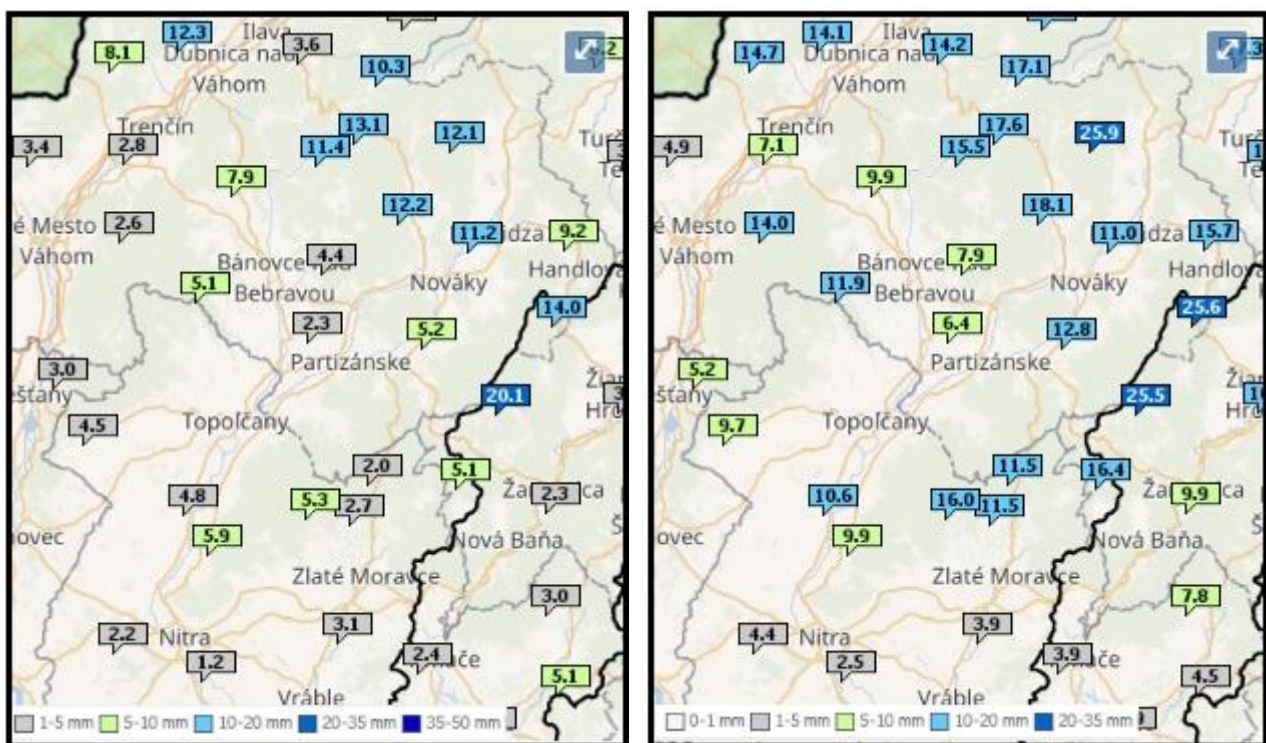 12.3
Ilava
3.6
8.1
Dubnica nad
Váhom
10.3
Trenčín
13.1
12.1
3.4
2.8
11.4
7.9
12.2
é Mesto
2.6
Váhom
11.2
9.2
Bánovce
4.4
Handlov
5.1
Bebravou
Nováky
14.0
2.3
5.2
Partizánske
3.0
ešťany
20.1
4.5
Topoľčany
2.0
5.1
4.8
5.3
2.7
2.3
5.9
ovec
Nová Baňa
Zlaté Moravce
3.0
2.2
Nitra
3.1
1.2
2.4
5.1
Vráble
1-5 mm 5-10 mm 10-20 mm 20-35 mm 35-50 mm
14.1
Ilava
14.2
14.7
Dubnica nad
Váhom
17.1
Trenčín
17.6
25.9
4.9
7.1
15.5
9.9
18.1
é Mesto
14.0
Váhom
11.0
15.7
Bánovce
7.9
Handlov
11.9
Bebravou
Nováky
25.6
6.4
12.8
Partizánske
5.2
ešťany
25.5
9.7
Topoľčany
11.5
16.4
10.6
16.0
11.5
9.9
9.9
ovec
Nová Baňa
Zlaté Moravce
7.8
4.4
Nitra
3.9
2.5
3.9
4.5
Vráble
0-1 mm 1-5 mm 5-10 mm 10-20 mm 20-35 mm